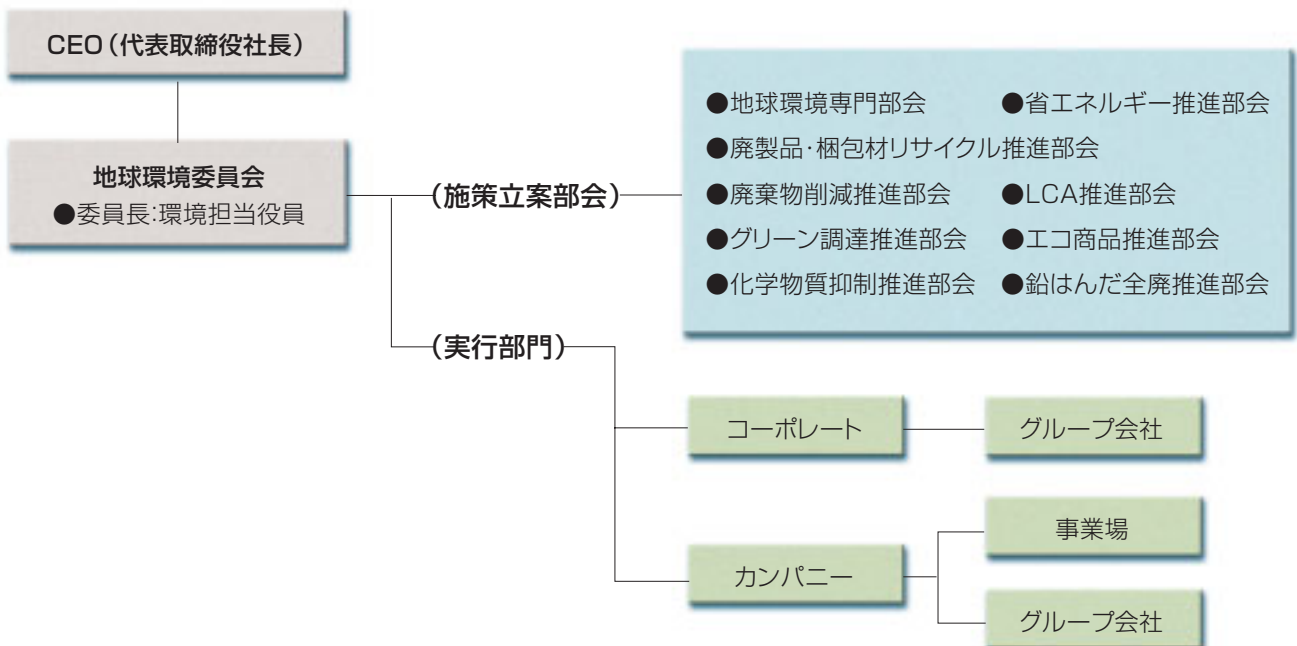 CEO（代表取締役社長）
地球環境委員会
●委員長:環境担当役員
（施策立案部会）
●地球環境専門部会 ●省エネルギー推進部会
●廃製品・梱包材リサイクル推進部会
●廃棄物削減推進部会 ●LCA推進部会
●グリーン調達推進部会 ●エコ商品推進部会
●化学物質抑制推進部会 ●鉛はんだ全廃推進部会
（実行部門）
コーポレート
グループ会社
カンパニー
事業場
グループ会社